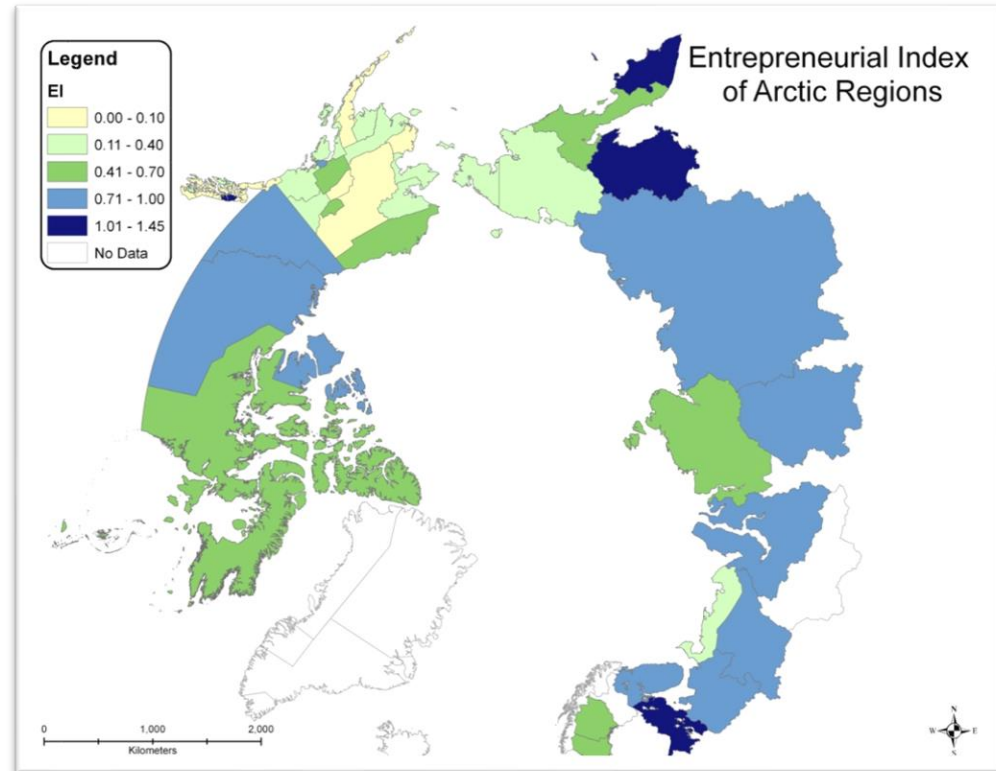 Entrepreneurial Index
of Arctic Regions
Legend
EI
0.00 - 0.10
0.11 - 0.40
0.41 - 0.70
0.71 - 1.00
1.01 - 1.45
No Data
0 1,000 2,000
Kilometers
N
W E
S